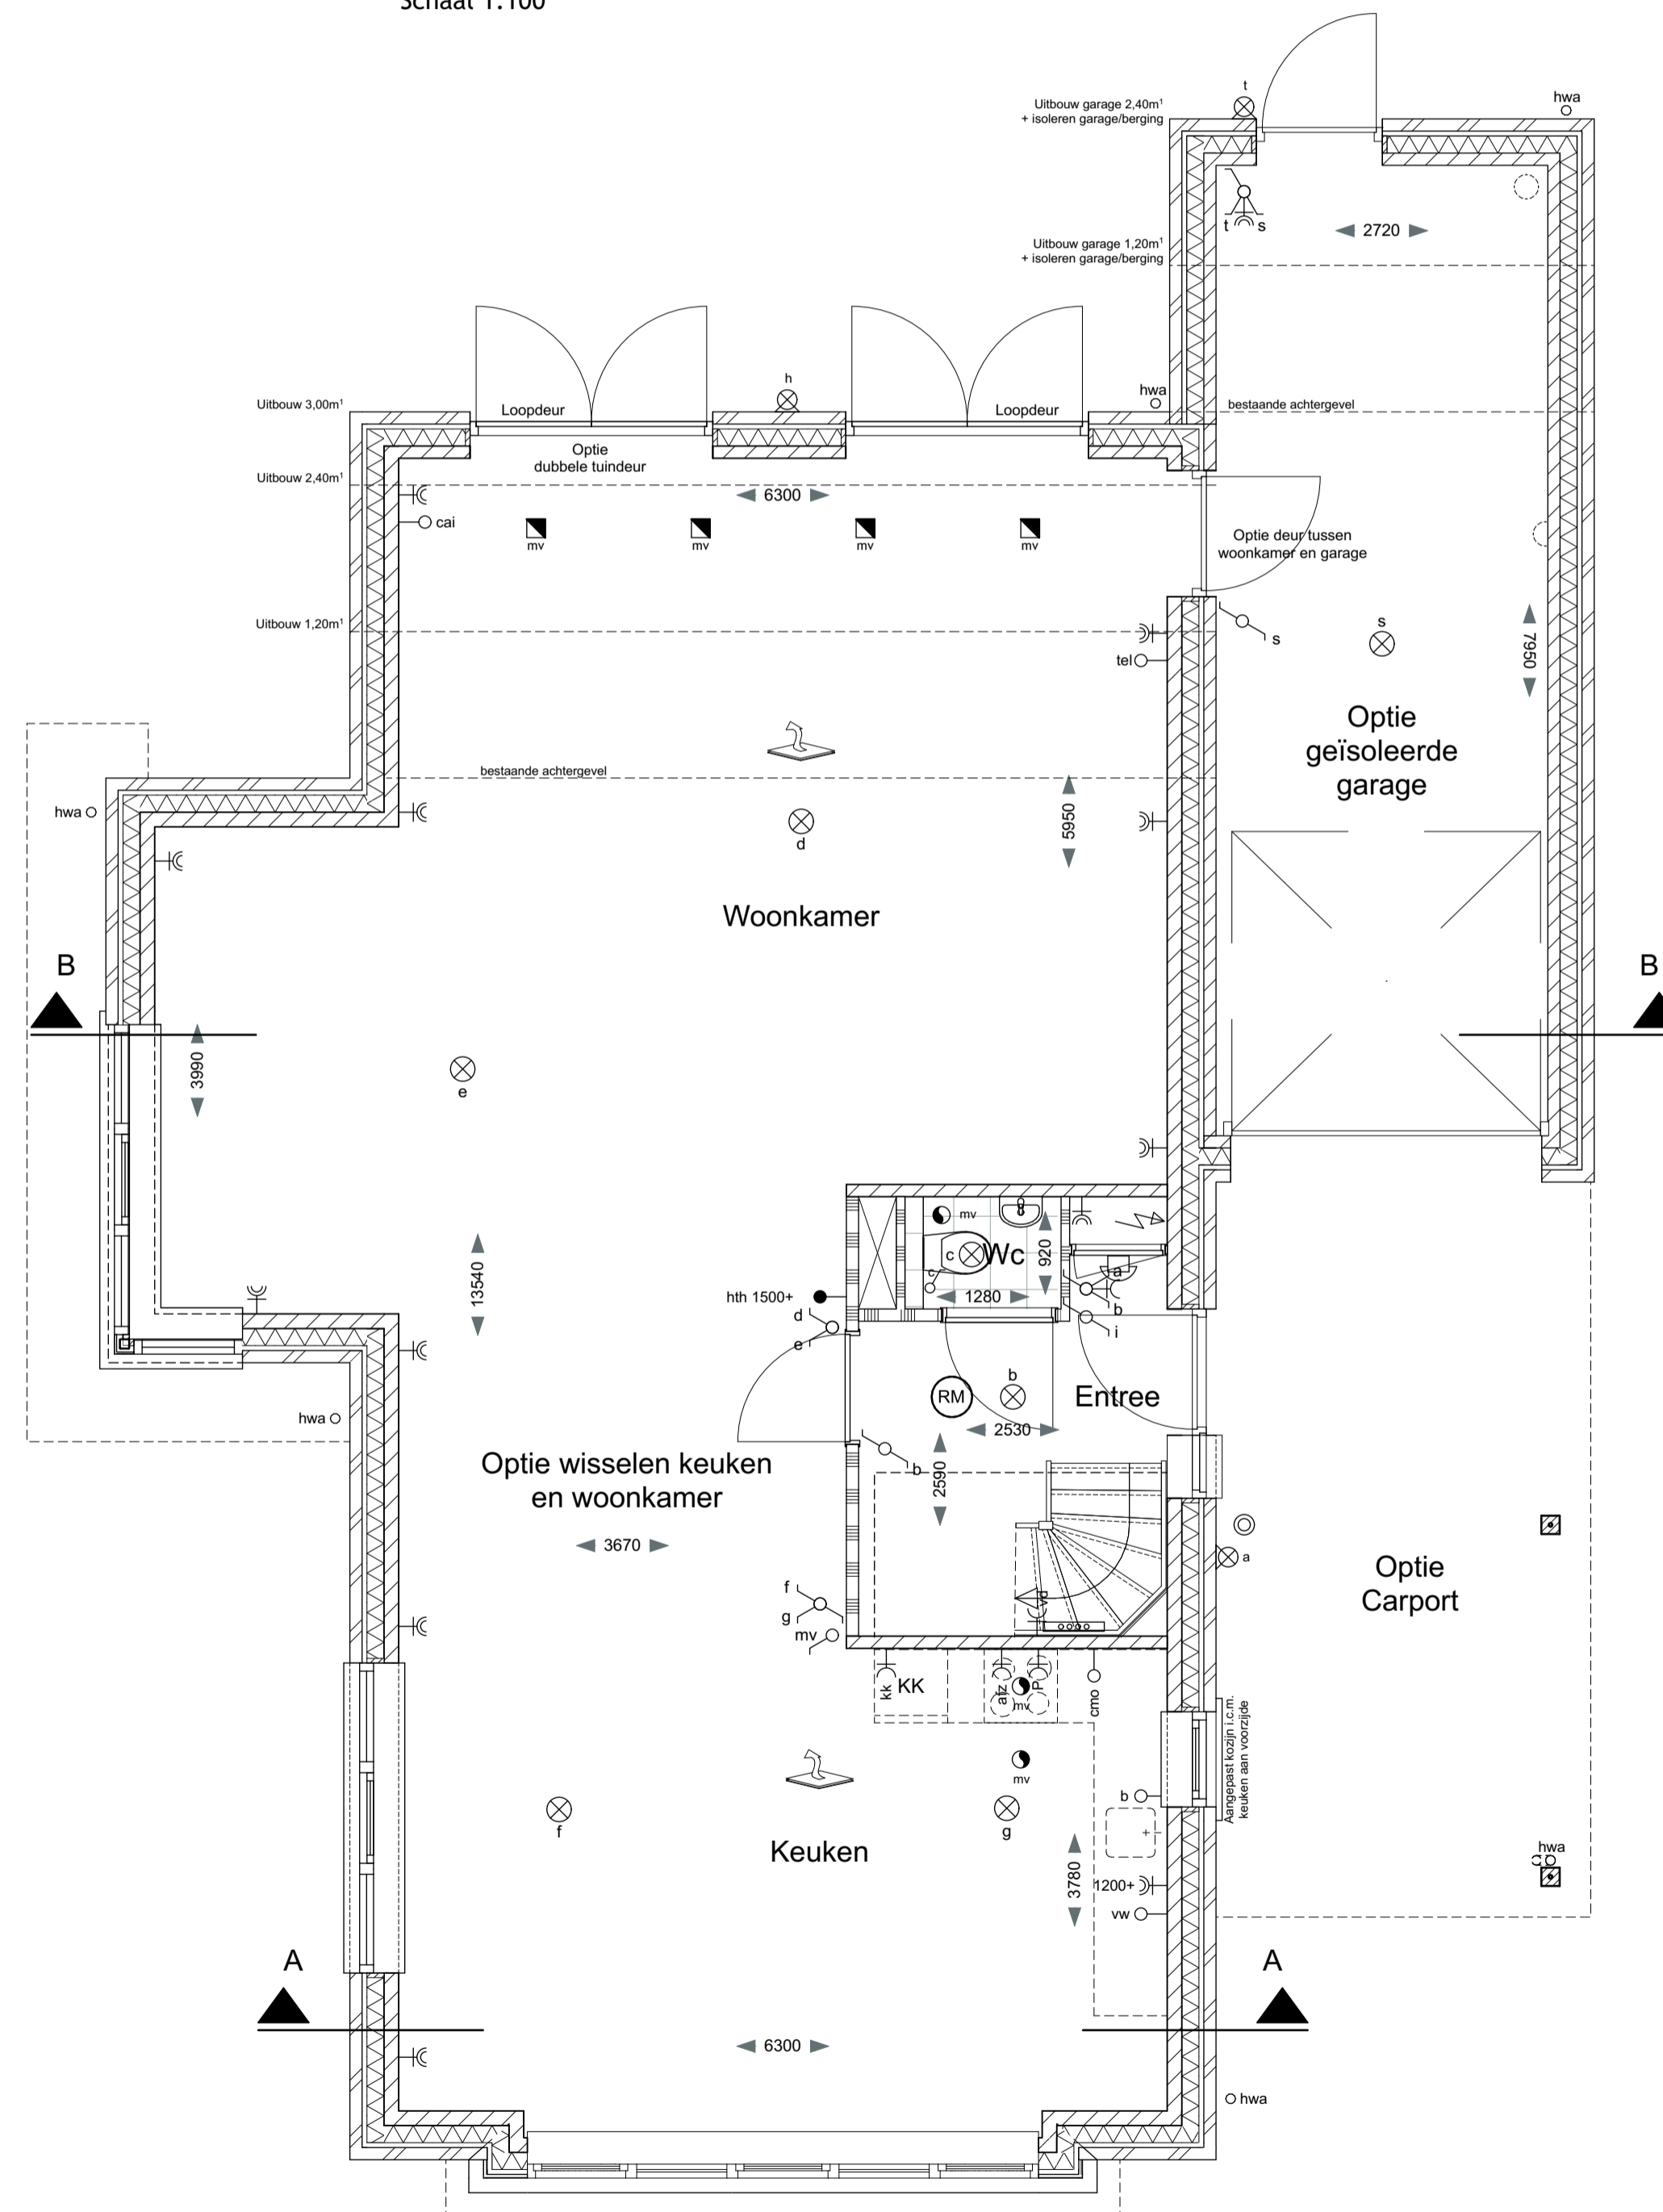 Schaal 1:100
t
hwa
Uitbouw garage 2,40m¹
+ isoleren garage/berging
t s
2720
Uitbouw garage 1,20m¹
+ isoleren garage/berging
h
hwa
Uitbouw 3,00m¹
Loopdeur
Loopdeur
bestaande achtergevel
Optie
dubbele tuindeur
Uitbouw 2,40m¹
6300
cai
mv
mv
mv
mv
Optie deur tussen
woonkamer en garage
Uitbouw 1,20m¹
s
s
7950
tel
Optie
geïsoleerde
garage
bestaande achtergevel
hwa
5950
d
Woonkamer
B
B
3990
e
mv
c
Wc
920
c
1280
a
b
i
13540
hth 1500+
d
e
RM
b
Entree
2530
hwa
b
2590
Optie wisselen keuken
en woonkamer
3670
a
Optie
Carport
f
g
mv
vd
kk
KK
afz
mv
P
cmo
Aangepast kozijn i.c.m.
keuken aan voorzijde
mv
b
f
g
Keuken
3780
1200+
vw
hwa
A
A
6300
hwa